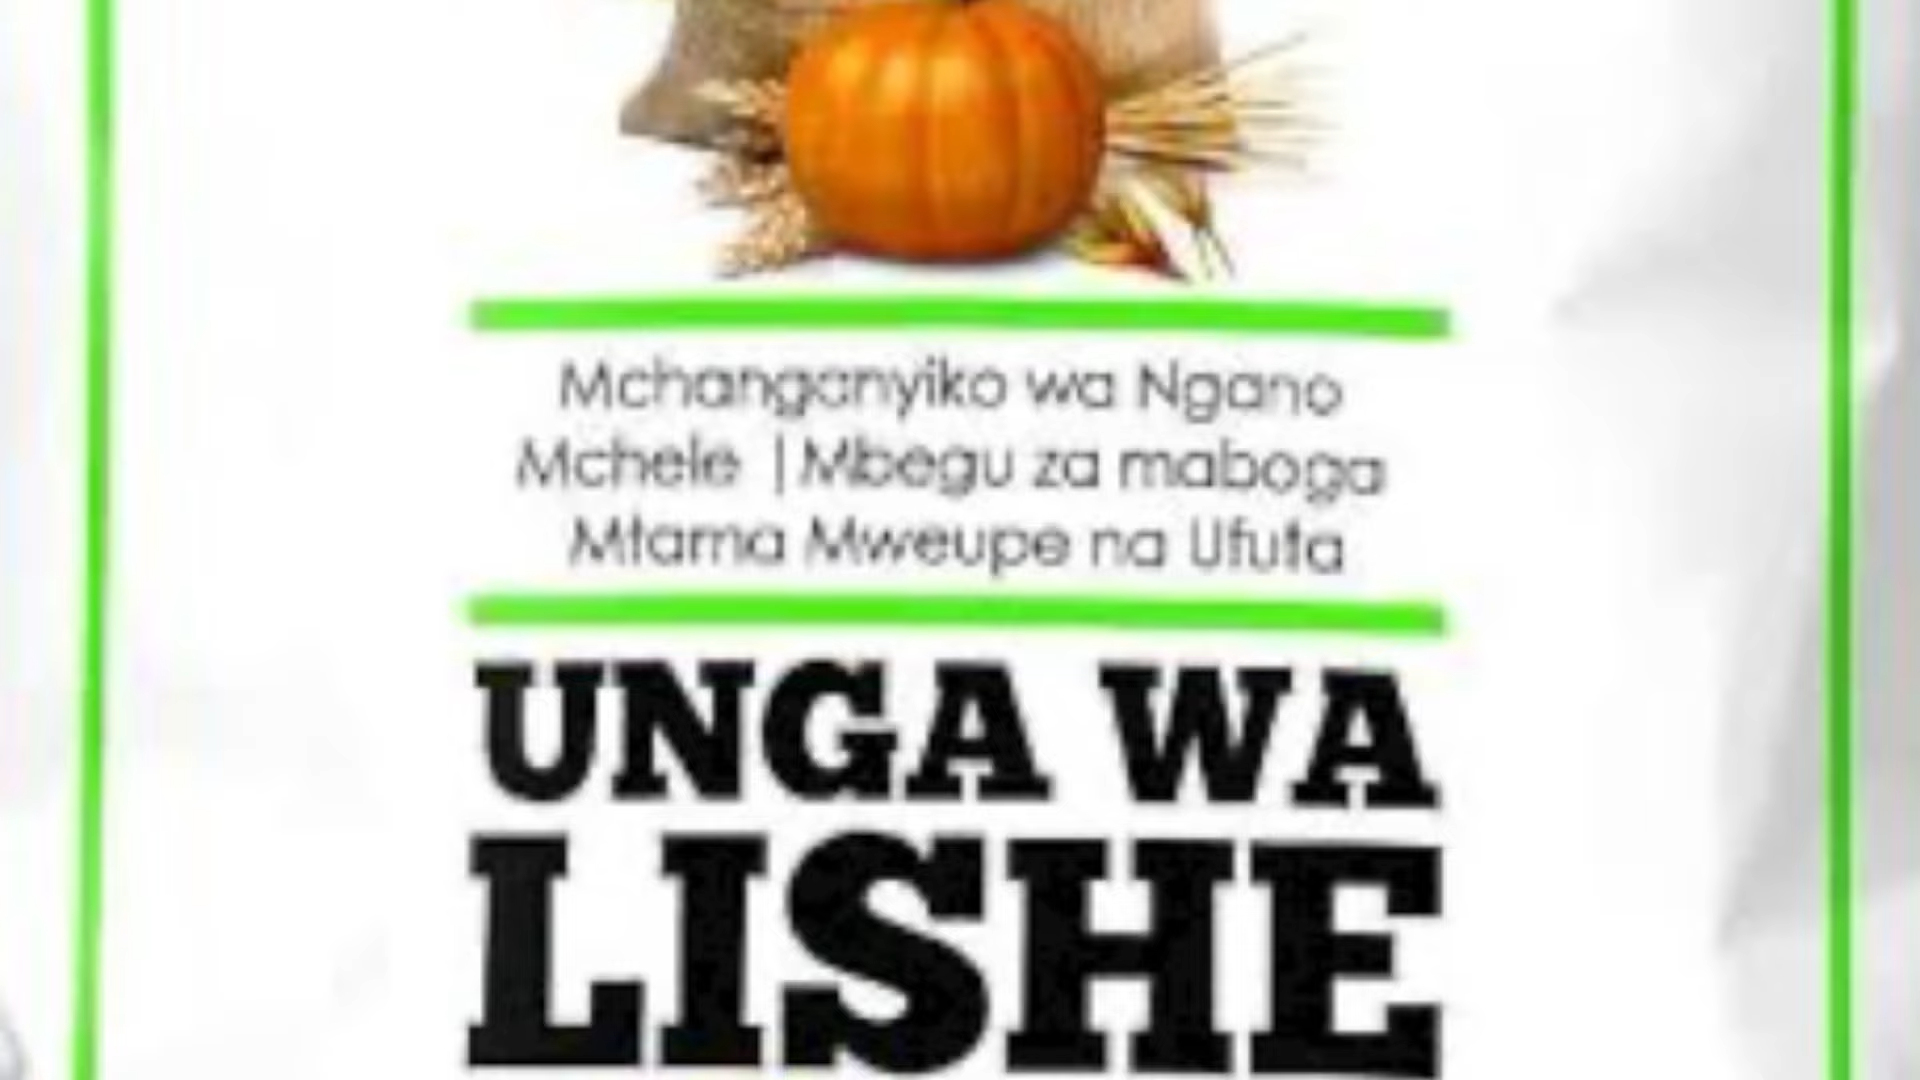 Mchanganyiko wa Ngano
Mchele | Mbegu za maboga
Mtama Mweupe na Ufuta
UNGA WA
LISHE